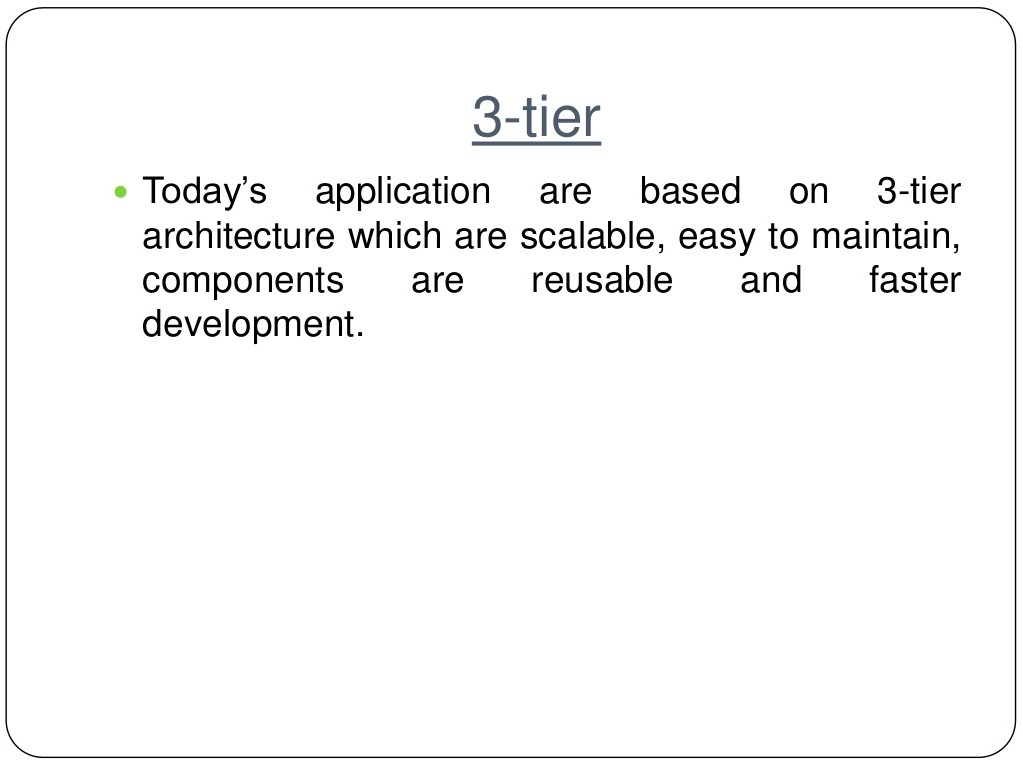 3-tier
Today’s application are based on 3-tier
architecture which are scalable, easy to maintain,
components are reusable and faster
development.